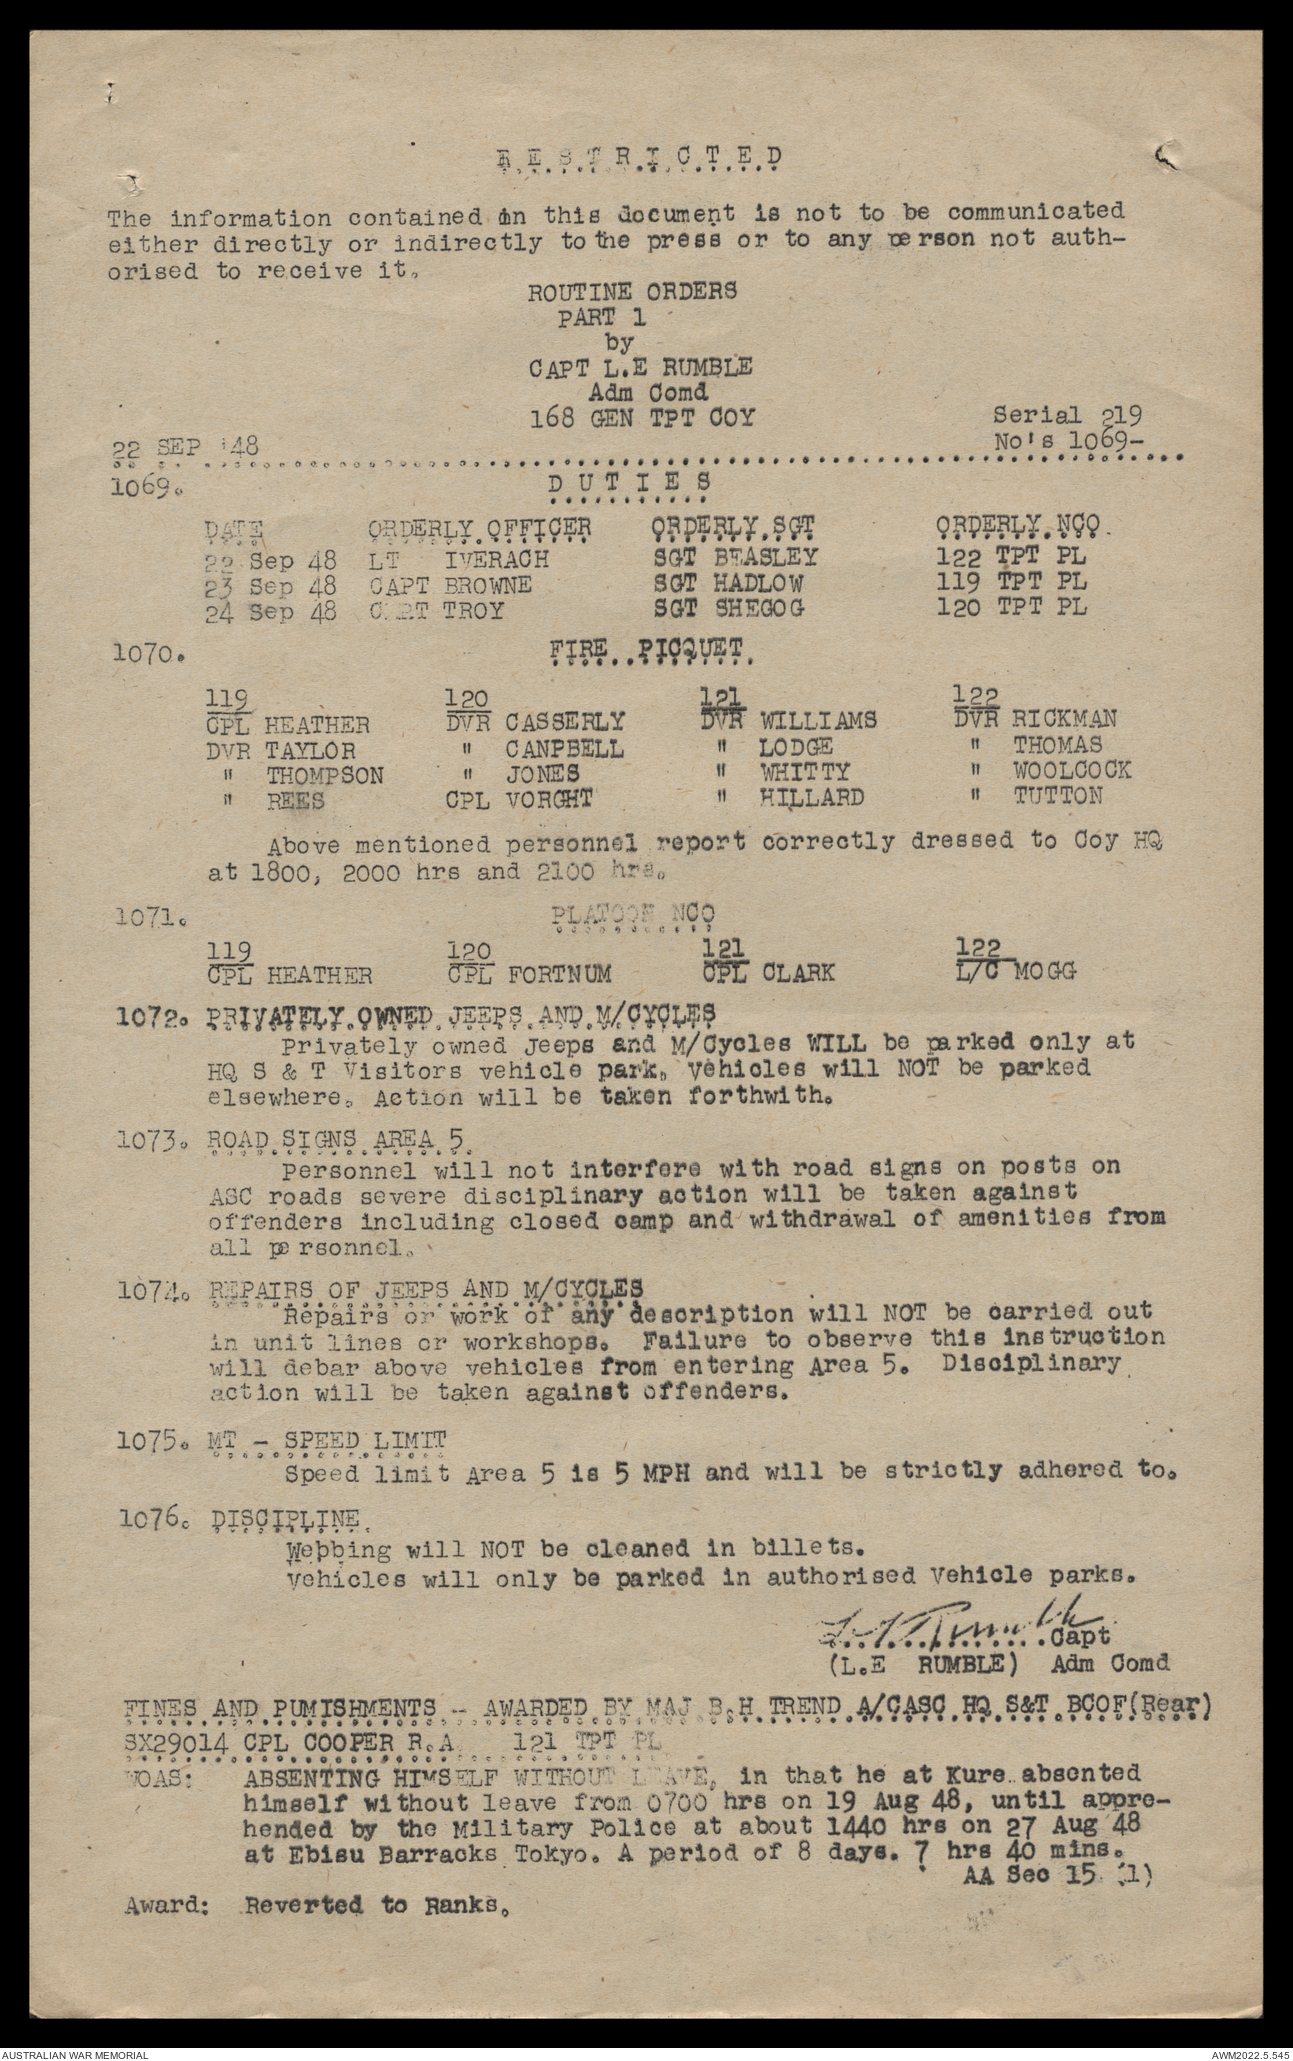 R E S T R I C T E D
The information contained in this document is not to be communicated
either directly or indirectly to the press or to any person not auth-
orised to receive it.
ROUTINE ORDERS
PART 1
by
CAPT L.E RUMBLE
Adm Comd
168 GEN TPT COY
Serial 219
22 SEP '48
No's 1069-
1069.
D U T I E S
DATE ORDERLY OFFICER ORDERLY SGT ORDERLY NCO
22 Sep 48 LT IVERACH SGT BEASLEY 122 TPT PL
23 Sep 48 CAPT BROWNE SGT HADLOW 119 TPT PL
24 Sep 48 CAPT TROY SGT SHEGOG 120 TPT PL
1070. FIRE PICQUET
119 120 121 122
CPL HEATHER DVR CASSERLY DVR WILLIAMS DVR RICKMAN
DVR TAYLOR " CANPBELL " LODGE " THOMAS
" THOMPSON " JONES " WHITTY " WOOLCOCK
" REES CPL VORGHT " HILLARD " TUTTON
Above mentioned personnel report correctly dressed to Coy HQ
at 1800, 2000 hrs and 2100 hrs.
1071. PLATOON NCO
119 120 121 122
CPL HEATHER CPL FORTNUM CPL CLARK L/C MOGG
1072. PRIVATELY OWNED JEEPS AND M/CYCLES
Privately owned Jeeps and M/Cycles WILL be parked only at
HQ S & T Visitors vehicle park, Vehicles will NOT be parked
elsewhere. Action will be taken forthwith.
1073. ROAD SIGNS AREA 5
Personnel will not interfere with road signs on posts on
ASC roads severe disciplinary action will be taken against
offenders including closed camp and withdrawal of amenities from
all personnel.
1074. REPAIRS OF JEEPS AND M/CYCLES
Repairs or work of any description will NOT be carried out
in unit lines or workshops. Failure to observe this instruction
will debar above vehicles from entering Area 5. Disciplinary
action will be taken against offenders.
1075. MT - SPEED LIMIT
Speed limit Area 5 is 5 MPH and will be strictly adhered to.
1076. DISCIPLINE
Webbing will NOT be cleaned in billets.
Vehicles will only be parked in authorised Vehicle parks.
L E Rumble Capt
(L.E RUMBLE) Adm Comd
FINES AND PUMISHMENTS - AWARDED BY MAJ B.H TREND A/CASC HQ S&T BCOF(Rear)
SX29014 CPL COOPER R.A 121 TPT PL
WOAS: ABSENTING HIMSELF WITHOUT LEAVE, in that he at Kure absented
himself without leave from 0700 hrs on 19 Aug 48, until appre-
hended by the Military Police at about 1440 hrs on 27 Aug 48
at Ebisu Barracks Tokyo. A period of 8 days. 7 hrs 40 mins.
AA Sec 15 (1)
Award: Reverted to Ranks.
AUSTRALIAN WAR MEMORIAL
AWM2022.5.545